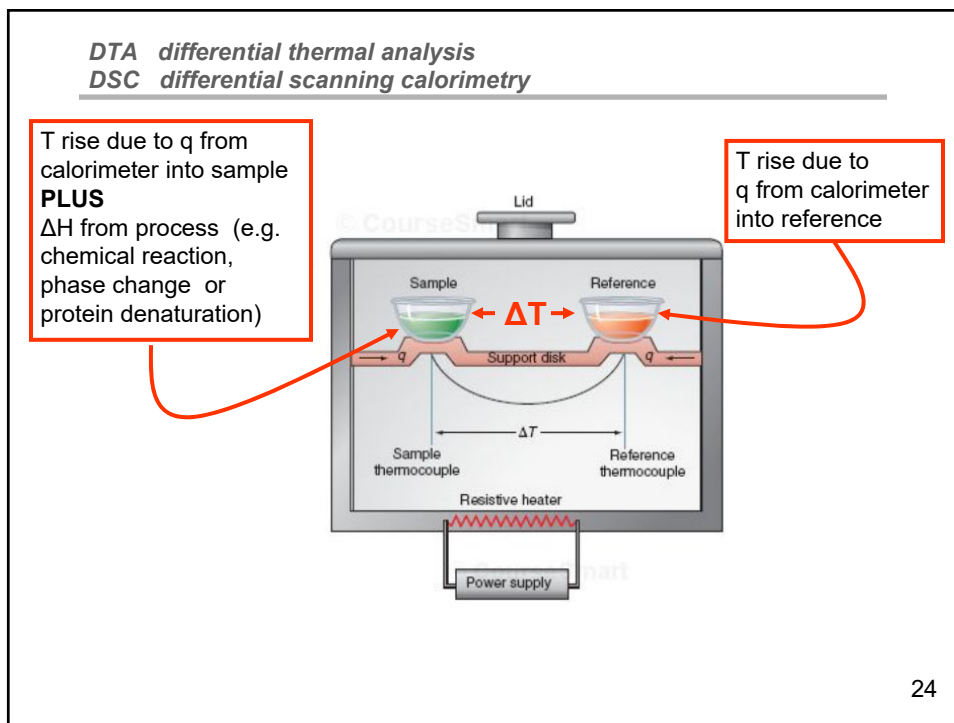 DTA differential thermal analysis
DSC differential scanning calorimetry
T rise due to q from
calorimeter into sample
PLUS
ΔH from process (e.g.
chemical reaction,
phase change or
protein denaturation)
T rise due to
q from calorimeter
into reference
Lid
Sample
Reference
ΔT
q
Support disk
q
ΔT
Sample
thermocouple
Reference
thermocouple
Resistive heater
Power supply
24